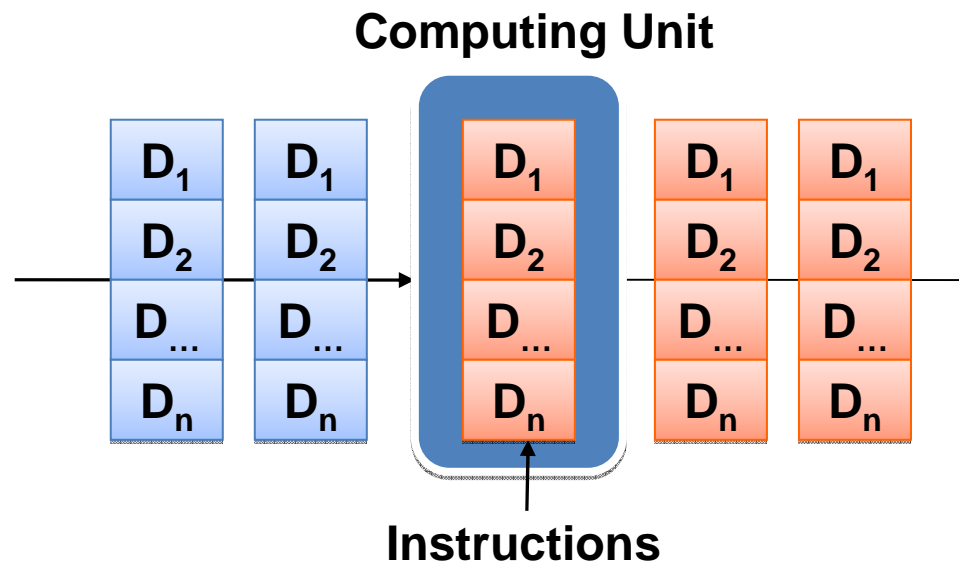 Computing Unit
D₁ D₁ D₁ D₁ D₁
D₂ D₂ D₂ D₂ D₂
D... D... D... D... D...
Dₙ Dₙ Dₙ Dₙ Dₙ
Instructions